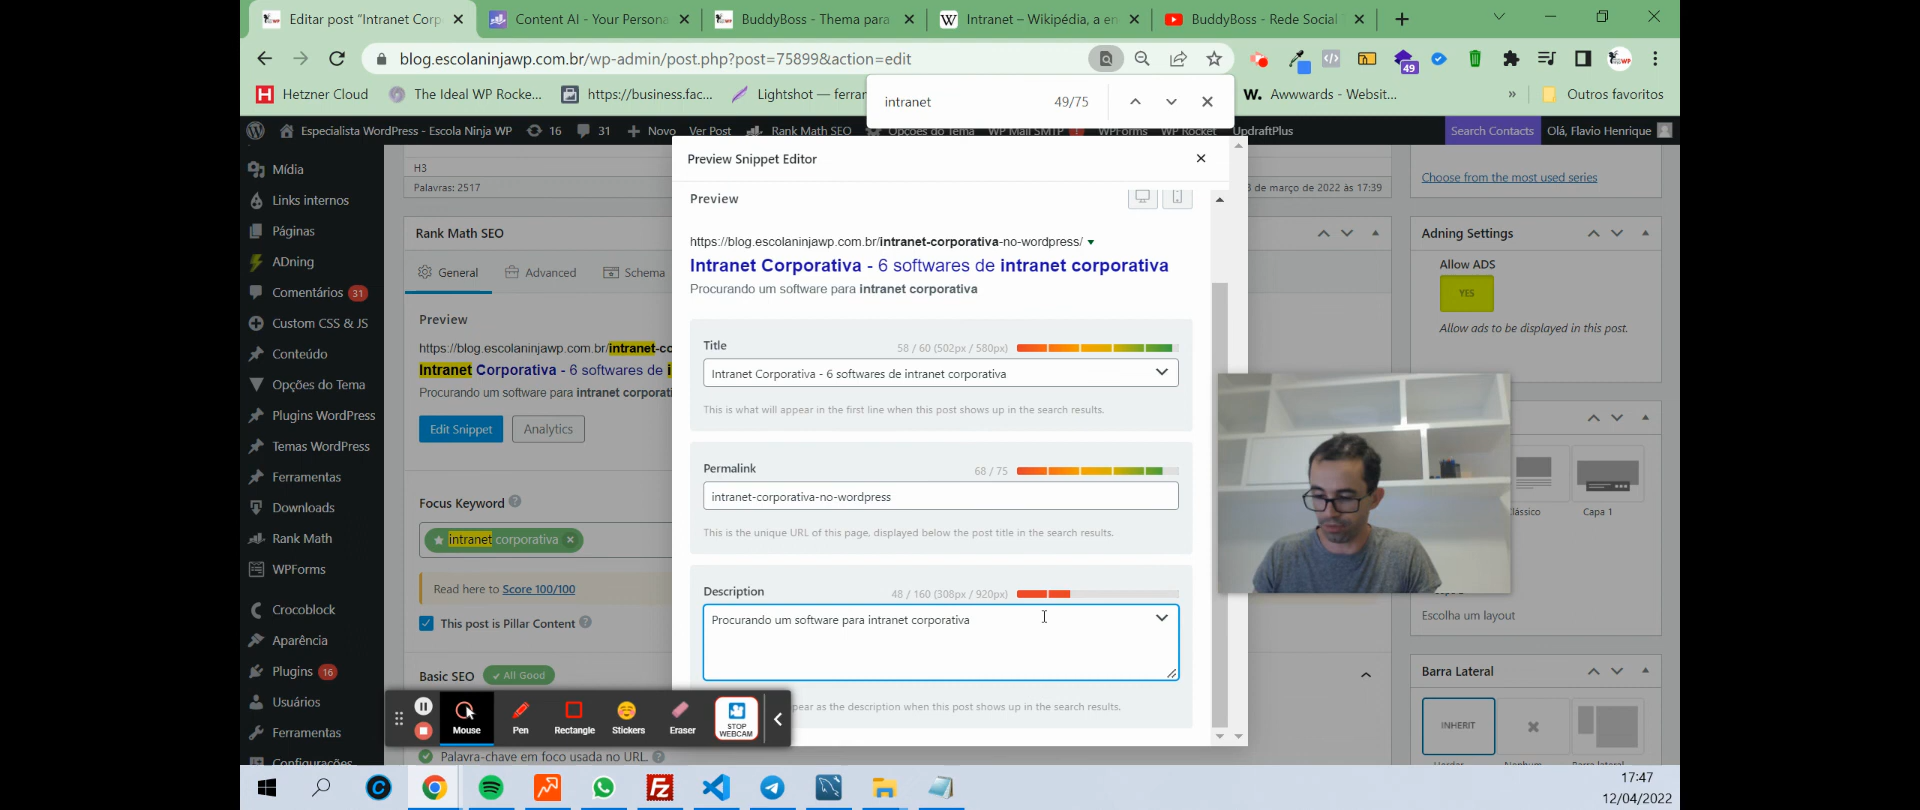 Editar post "Intranet Corp
Content AI - Your Persona
BuddyBoss - Thema para
Intranet – Wikipédia, a en
BuddyBoss - Rede Social
blog.escolaninjawp.com.br/wp-admin/post.php?post=75899&action=edit
49
Hetzner Cloud
The Ideal WP Rocke...
https://business.fac...
Lightshot — ferrar
intranet
49/75
Awwwards - Websit...
»
Outros favoritos
Especialista WordPress - Escola Ninja WP
16
31
Novo
Ver Post
Rank Math SEO
Opções do Tema
WP Mail SMTP
WPForms
WP Rocket
UpdraftPlus
Search Contacts
Olá, Flavio Henrique
Mídia
Links internos
Páginas
ADning
Comentários 31
Custom CSS & JS
Conteúdo
Opções do Tema
Plugins WordPress
Temas WordPress
Ferramentas
Downloads
Rank Math
WPForms
Crocoblock
Aparência
Plugins 16
Usuários
Ferramentas
Configurações
H3
Palavras: 2517
3 de março de 2022 às 17:39
Rank Math SEO
General
Advanced
Schema
Preview
https://blog.escolaninjawp.com.br/intranet-co
Intranet Corporativa - 6 softwares de i
Procurando um software para intranet corporati
Edit Snippet
Analytics
Focus Keyword
intranet corporativa
Read here to Score 100/100
This post is Pillar Content
Basic SEO
All Good
Palavra-chave em foco usada no URL.
Preview Snippet Editor
Preview
https://blog.escolaninjawp.com.br/intranet-corporativa-no-wordpress/
Intranet Corporativa - 6 softwares de intranet corporativa
Procurando um software para intranet corporativa
Title
58 / 60 (502px / 580px)
Intranet Corporativa - 6 softwares de intranet corporativa
This is what will appear in the first line when this post shows up in the search results.
Permalink
68 / 75
intranet-corporativa-no-wordpress
This is the unique URL of this page, displayed below the post title in the search results.
Description
48 / 160 (308px / 920px)
Procurando um software para intranet corporativa
pear as the description when this post shows up in the search results.
Mouse
Pen
Rectangle
Stickers
Eraser
STOP
WEBCAM
Choose from the most used series
Adning Settings
Allow ADS
YES
Allow ads to be displayed in this post.
lássico
Capa 1
Escolha um layout
Barra Lateral
INHERIT
17:47
12/04/2022